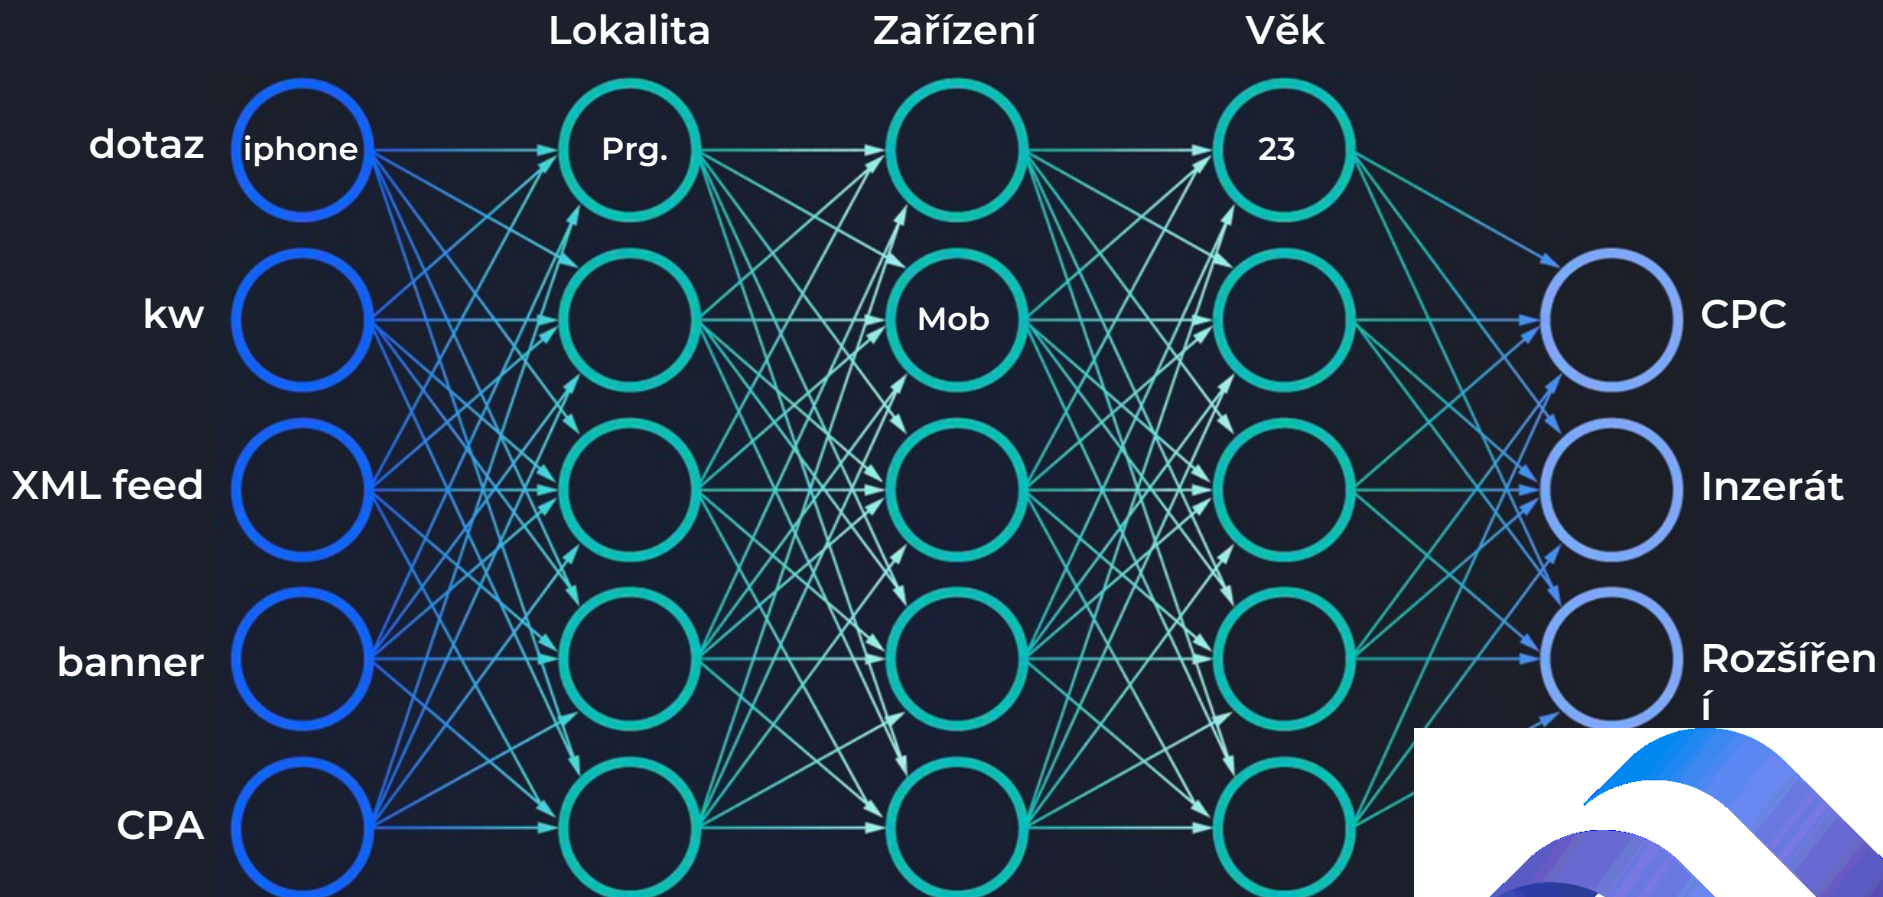 Lokalita Zařízení Věk
dotaz iphone Prg. 23
kw Mob CPC
XML feed Inzerát
banner Rozšířen
í
CPA